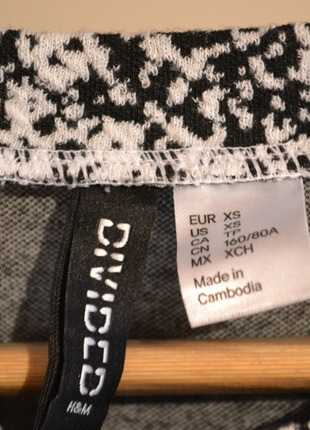 DIVIDED
H&M
EUR XS
US XS
CA TP
CN 160/80A
MX XCH
Made in
Cambodia